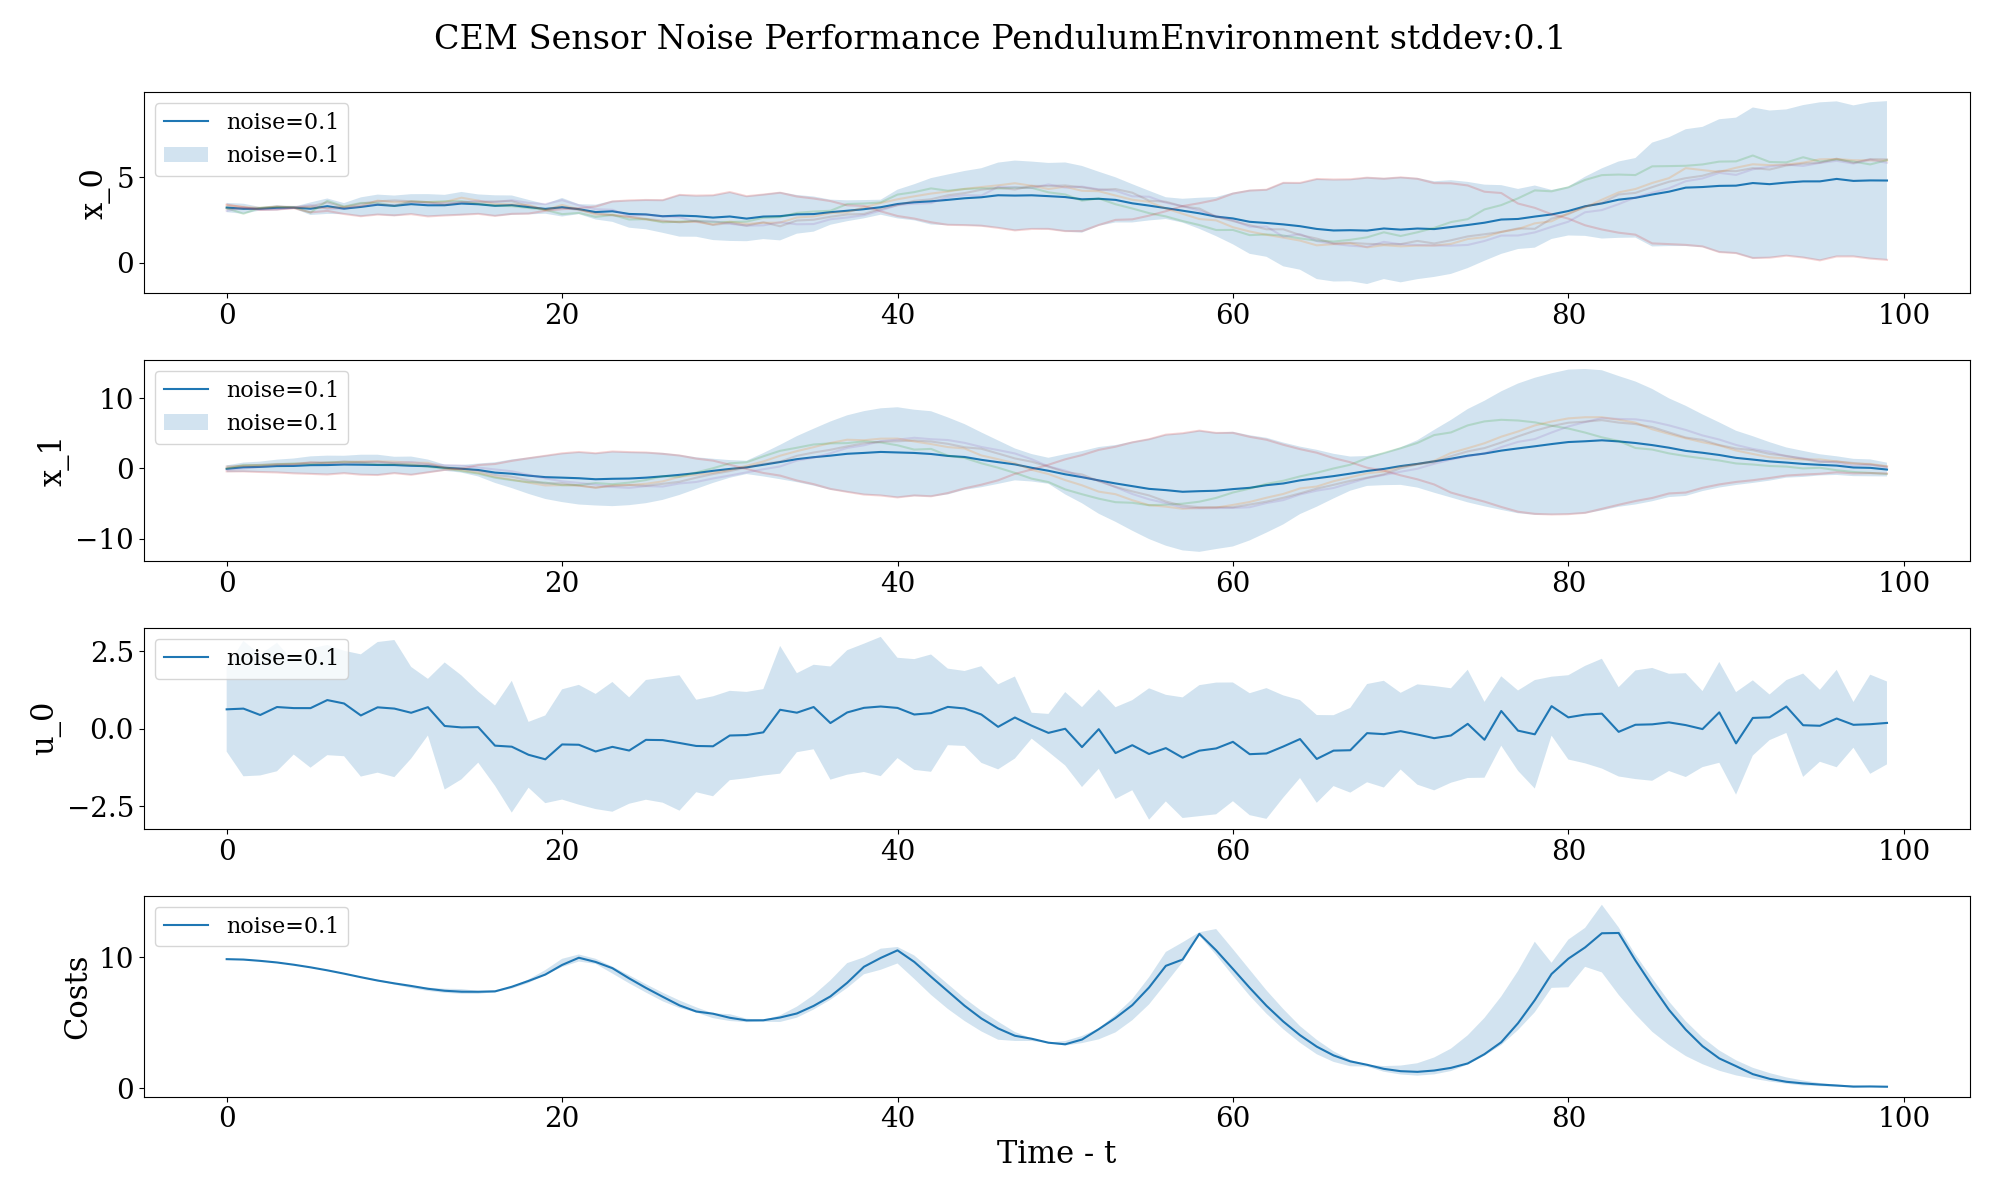 CEM Sensor Noise Performance PendulumEnvironment stddev:0.1
x_0
5
0
noise=0.1
noise=0.1
0 20 40 60 80 100
x_1
10
0
−10
noise=0.1
noise=0.1
0 20 40 60 80 100
u_0
2.5
0.0
−2.5
noise=0.1
0 20 40 60 80 100
Costs
10
0
noise=0.1
0 20 40 60 80 100
Time - t